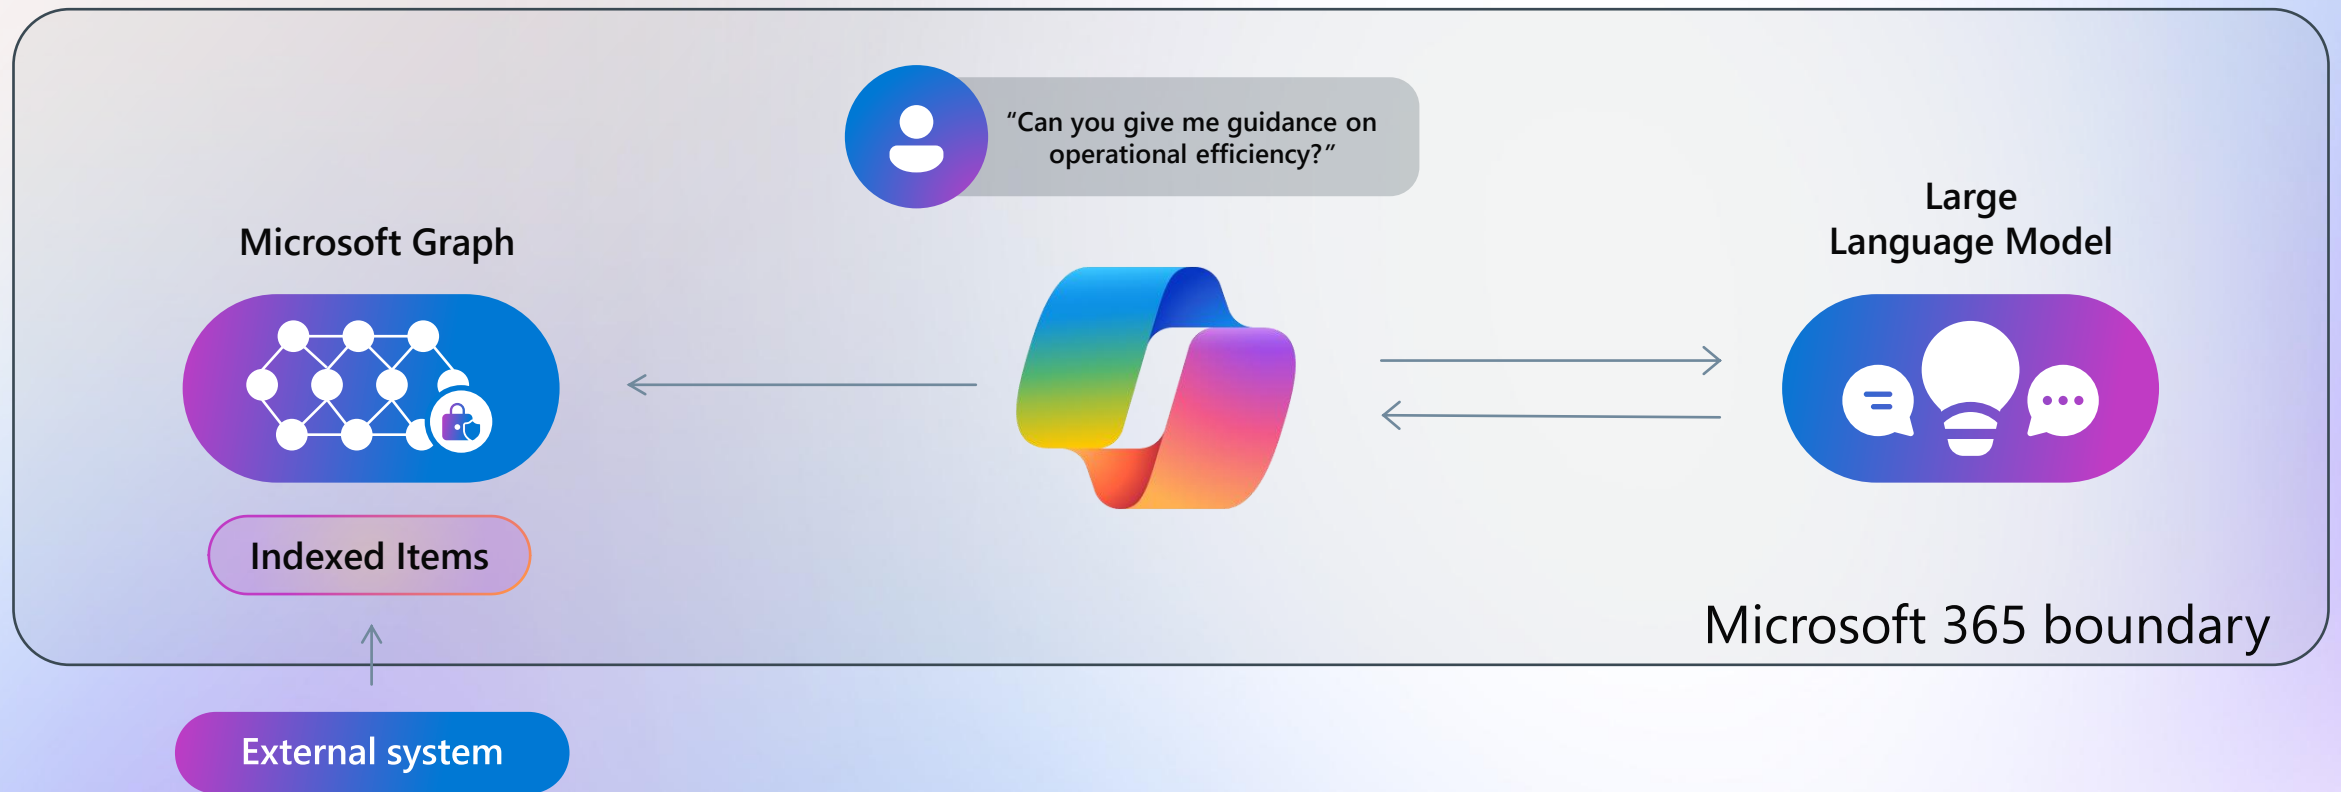 “Can you give me guidance on
operational efficiency?”
Microsoft Graph
Large
Language Model
Indexed Items
Microsoft 365 boundary
External system